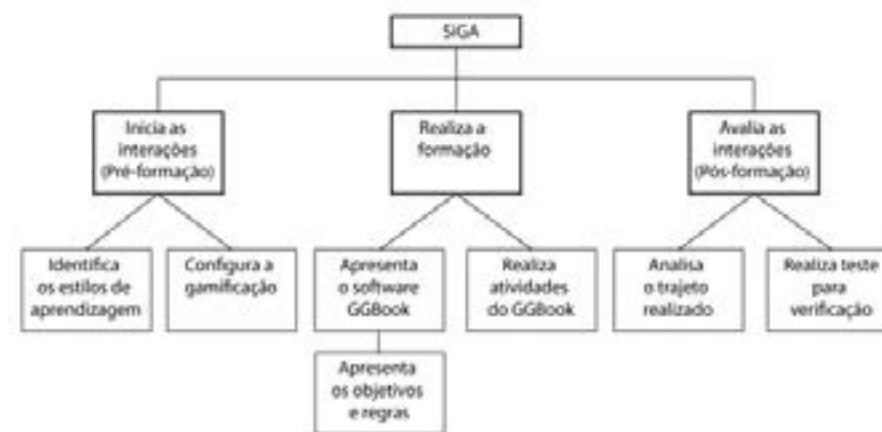 SiGA
Inicia as
interações
(Pré-formação)
Realiza a
formação
Avalia as
interações
(Pós-formação)
Identifica
os estilos de
aprendizagem
Configura a
gamificação
Apresenta
o software
GGBook
Realiza
atividades
do GGBook
Analisa
o trajeto
realizado
Realiza teste
para
verificação
Apresenta
os objetivos
e regras